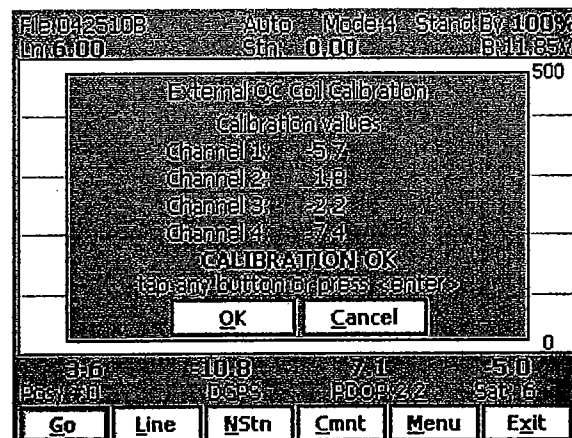 File 042510B Auto Mode:4 Stand By 100%
Ln 6.00 Stn 0.00 B:11.85V
500
External QC Coil Calibration
Calibration values
Channel 1: -5.7
Channel 2: 1.8
Channel 3: -2.2
Channel 4: -7.4
CALIBRATION OK
tap any button or press <enter>
OK Cancel
0
3.6 -10.8 7.1 -5.0
DGPS PDOP 2.2 Sat: 6
Go Line NStn Cmnt Menu Exit